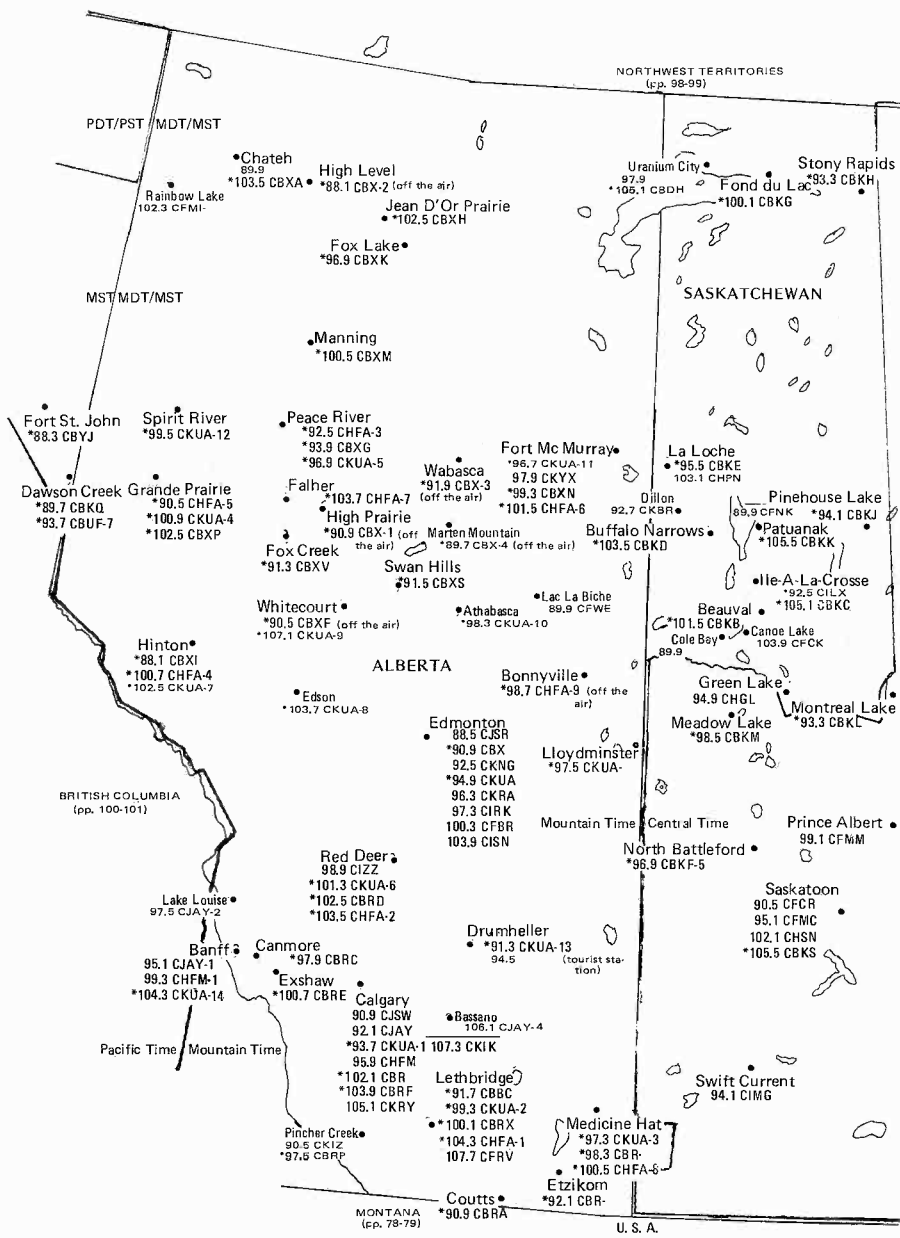 NORTHWEST TERRITORIES
(pp. 98-99)
PDT/PST MDT/MST
Chateh
89.9
*103.5 CBXA
High Level
*88.1 CBX-2 (off the air)
Rainbow Lake
102.3 CFMI-
Jean D'Or Prairie
*102.5 CBXH
Fox Lake
*96.9 CBXK
Uranium City
97.9
*105.1 CBDH
Fond du Lac
*100.1 CBKG
Stony Rapids
*93.3 CBKH
MST MDT/MST
SASKATCHEWAN
Manning
*100.5 CBXM
Fort St. John
*88.3 CBYJ
Spirit River
*99.5 CKUA-12
Peace River
*92.5 CHFA-3
*93.9 CBXG
*96.9 CKUA-5
Dawson Creek
*89.7 CBKQ
*93.7 CBUF-7
Grande Prairie
*90.5 CHFA-5
*100.9 CKUA-4
*102.5 CBXP
Falher
*103.7 CHFA-7
High Prairie
*90.9 CBX-1 (off
the air)
Wabasca
*91.9 CBX-3
(off the air)
Marten Mountain
*89.7 CBX-4 (off the air)
Fort McMurray
*96.7 CKUA-11
97.9 CKYX
*99.3 CBXN
*101.5 CHFA-6
La Loche
*95.5 CBKE
103.1 CHPN
Dillon
92.7 CKBR
Buffalo Narrows
*103.5 CBKD
89.9 CFNK
Pinehouse Lake
*94.1 CBKJ
Patuanak
*105.5 CBKK
Fox Creek
*91.3 CBXV
Swan Hills
*91.5 CBXS
Ile-A-La-Crosse
*92.5 CILX
*105.1 CBKC
Whitecourt
*90.5 CBXF (off the air)
*107.1 CKUA-9
Athabasca
*98.3 CKUA-10
Lac La Biche
89.9 CFWE
Beauval
*101.5 CBKB
Cole Bay
89.9
Canoe Lake
103.9 CFCK
Hinton
*88.1 CBXI
*100.7 CHFA-4
*102.5 CKUA-7
ALBERTA
Edson
*103.7 CKUA-8
Bonnyville
*98.7 CHFA-9 (off the
air)
Green Lake
94.9 CHGL
Meadow Lake
*98.5 CBKM
Montreal Lake
*93.3 CBKL
Edmonton
88.5 CJSR
*90.9 CBX
92.5 CKNG
*94.9 CKUA
96.3 CKRA
97.3 CIRK
100.3 CFBR
103.9 CISN
Lloydminster
*97.5 CKUA-
BRITISH COLUMBIA
(pp. 100-101)
Mountain Time Central Time
Prince Albert
99.1 CFMM
North Battleford
*96.9 CBKF-5
Red Deer
98.9 CIZZ
*101.3 CKUA-6
*102.5 CBRD
*103.5 CHFA-2
Lake Louise
97.5 CJAY-2
Saskatoon
90.5 CFCR
95.1 CFMC
102.1 CHSN
*105.5 CBKS
Drumheller
*91.3 CKUA-13
94.5 (tourist sta-
tion)
Banff
95.1 CJAY-1
99.3 CHFM-1
*104.3 CKUA-14
Canmore
*97.9 CBRC
Exshaw
*100.7 CBRE
Calgary
90.9 CJSW
92.1 CJAY
*93.7 CKUA-1
95.9 CHFM
*102.1 CBR
*103.9 CBRF
105.1 CKRY
Bassano
106.1 CJAY-4
107.3 CKIK
Pacific Time Mountain Time
Lethbridge
*91.7 CBBC
*99.3 CKUA-2
*100.1 CBRX
*104.3 CHFA-1
107.7 CFRV
Swift Current
94.1 CIMG
Pincher Creek
90.5 CKIZ
*97.5 CBRP
Medicine Hat
*97.3 CKUA-3
*98.3 CBR-
*100.5 CHFA-8
Etzikom
*92.1 CBR-
Coutts
*90.9 CBRA
MONTANA
(pp. 78-79)
U.S.A.